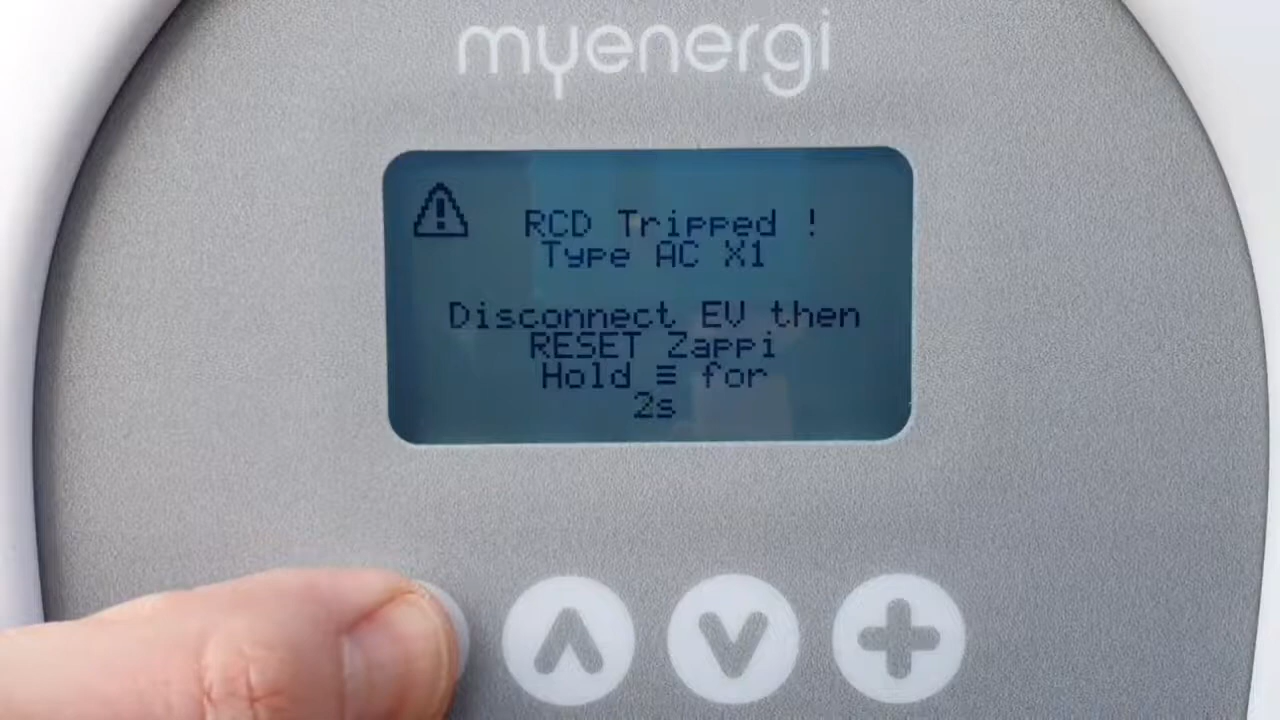 myenergi
RCD Tripped !
Type AC X1
Disconnect EV then
RESET Zappi
Hold ≡ for
2s